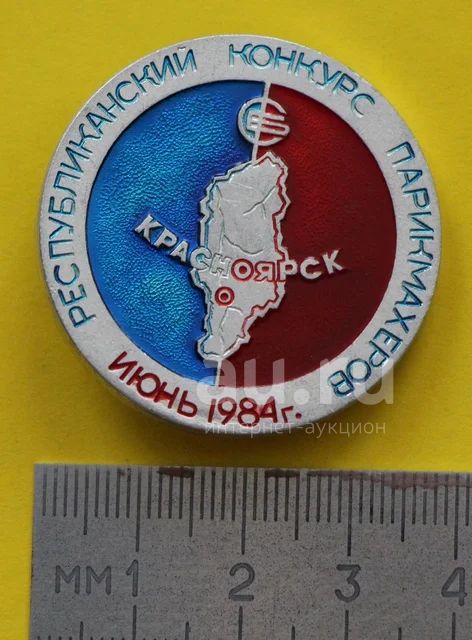 РЕСПУБЛИКАНСКИЙ КОНКУРС ПАРИКМАХЕРОВ
КРАСНОЯРСК
ИЮНЬ 1984г.
au.ru
интернет-аукцион
ММ 1 2 3 4